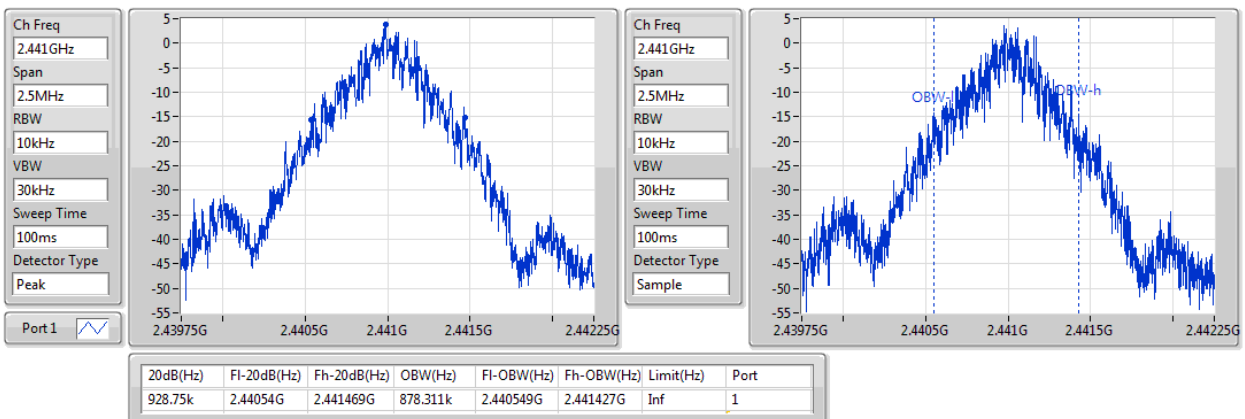 Ch Freq
2.441GHz
Span
2.5MHz
RBW
10kHz
VBW
30kHz
Sweep Time
100ms
Detector Type
Peak
Port 1
5
0
-5
-10
-15
-20
-25
-30
-35
-40
-45
-50
-55
2.43975G 2.4405G 2.441G 2.4415G 2.44225G
Ch Freq
2.441GHz
Span
2.5MHz
RBW
10kHz
VBW
30kHz
Sweep Time
100ms
Detector Type
Sample
5
0
-5
-10
-15
-20
-25
-30
-35
-40
-45
-50
-55
OBW-l OBW-h
2.43975G 2.4405G 2.441G 2.4415G 2.44225G
20dB(Hz) Fl-20dB(Hz) Fh-20dB(Hz) OBW(Hz) Fl-OBW(Hz) Fh-OBW(Hz) Limit(Hz) Port
928.75k 2.44054G 2.441469G 878.311k 2.440549G 2.441427G Inf 1